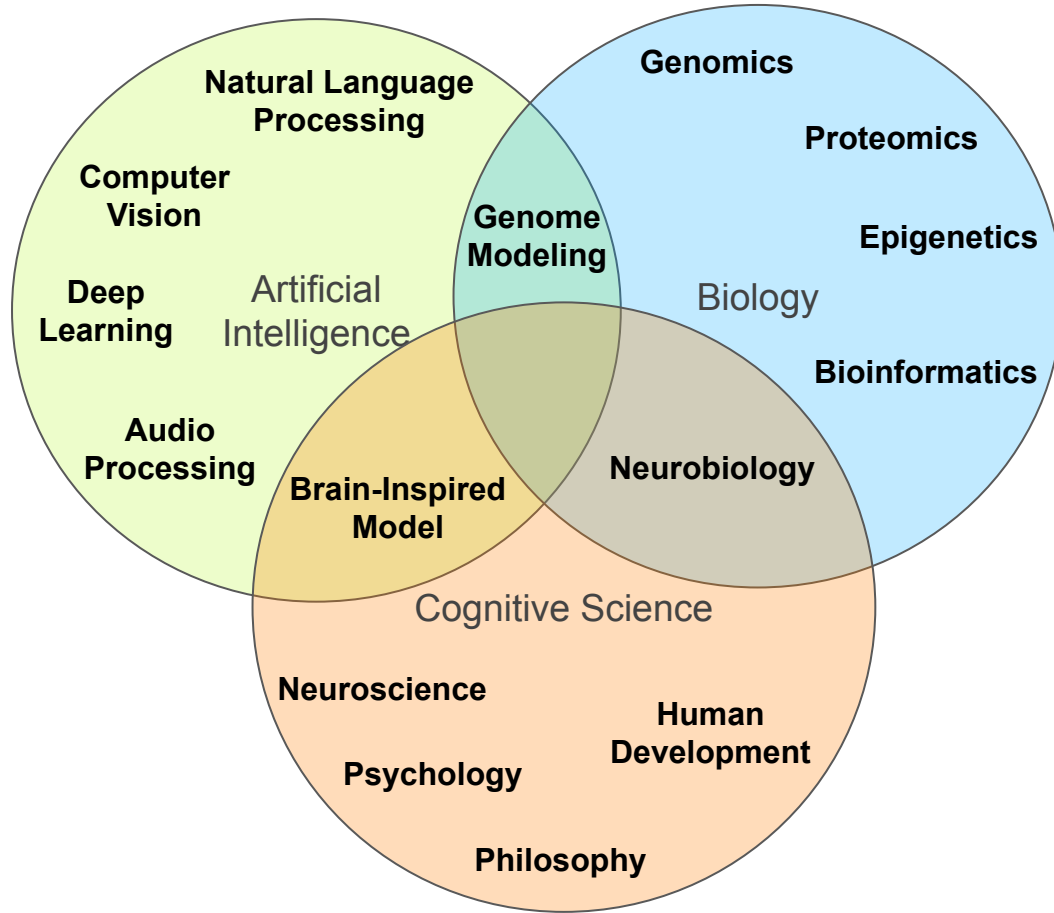 Natural Language
Processing
Computer
Vision
Deep
Learning
Audio
Processing
Artificial
Intelligence
Genome
Modeling
Genomics
Proteomics
Epigenetics
Bioinformatics
Biology
Brain-Inspired
Model
Neurobiology
Cognitive Science
Neuroscience
Human
Development
Psychology
Philosophy